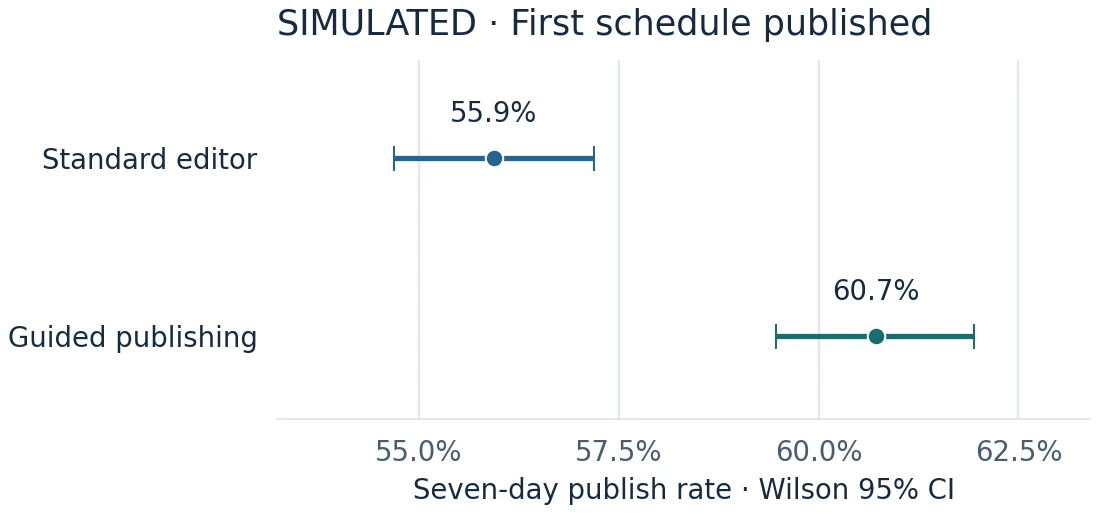 SIMULATED · First schedule published
55.9%
Standard editor
60.7%
Guided publishing
55.0% 57.5% 60.0% 62.5%
Seven-day publish rate · Wilson 95% CI